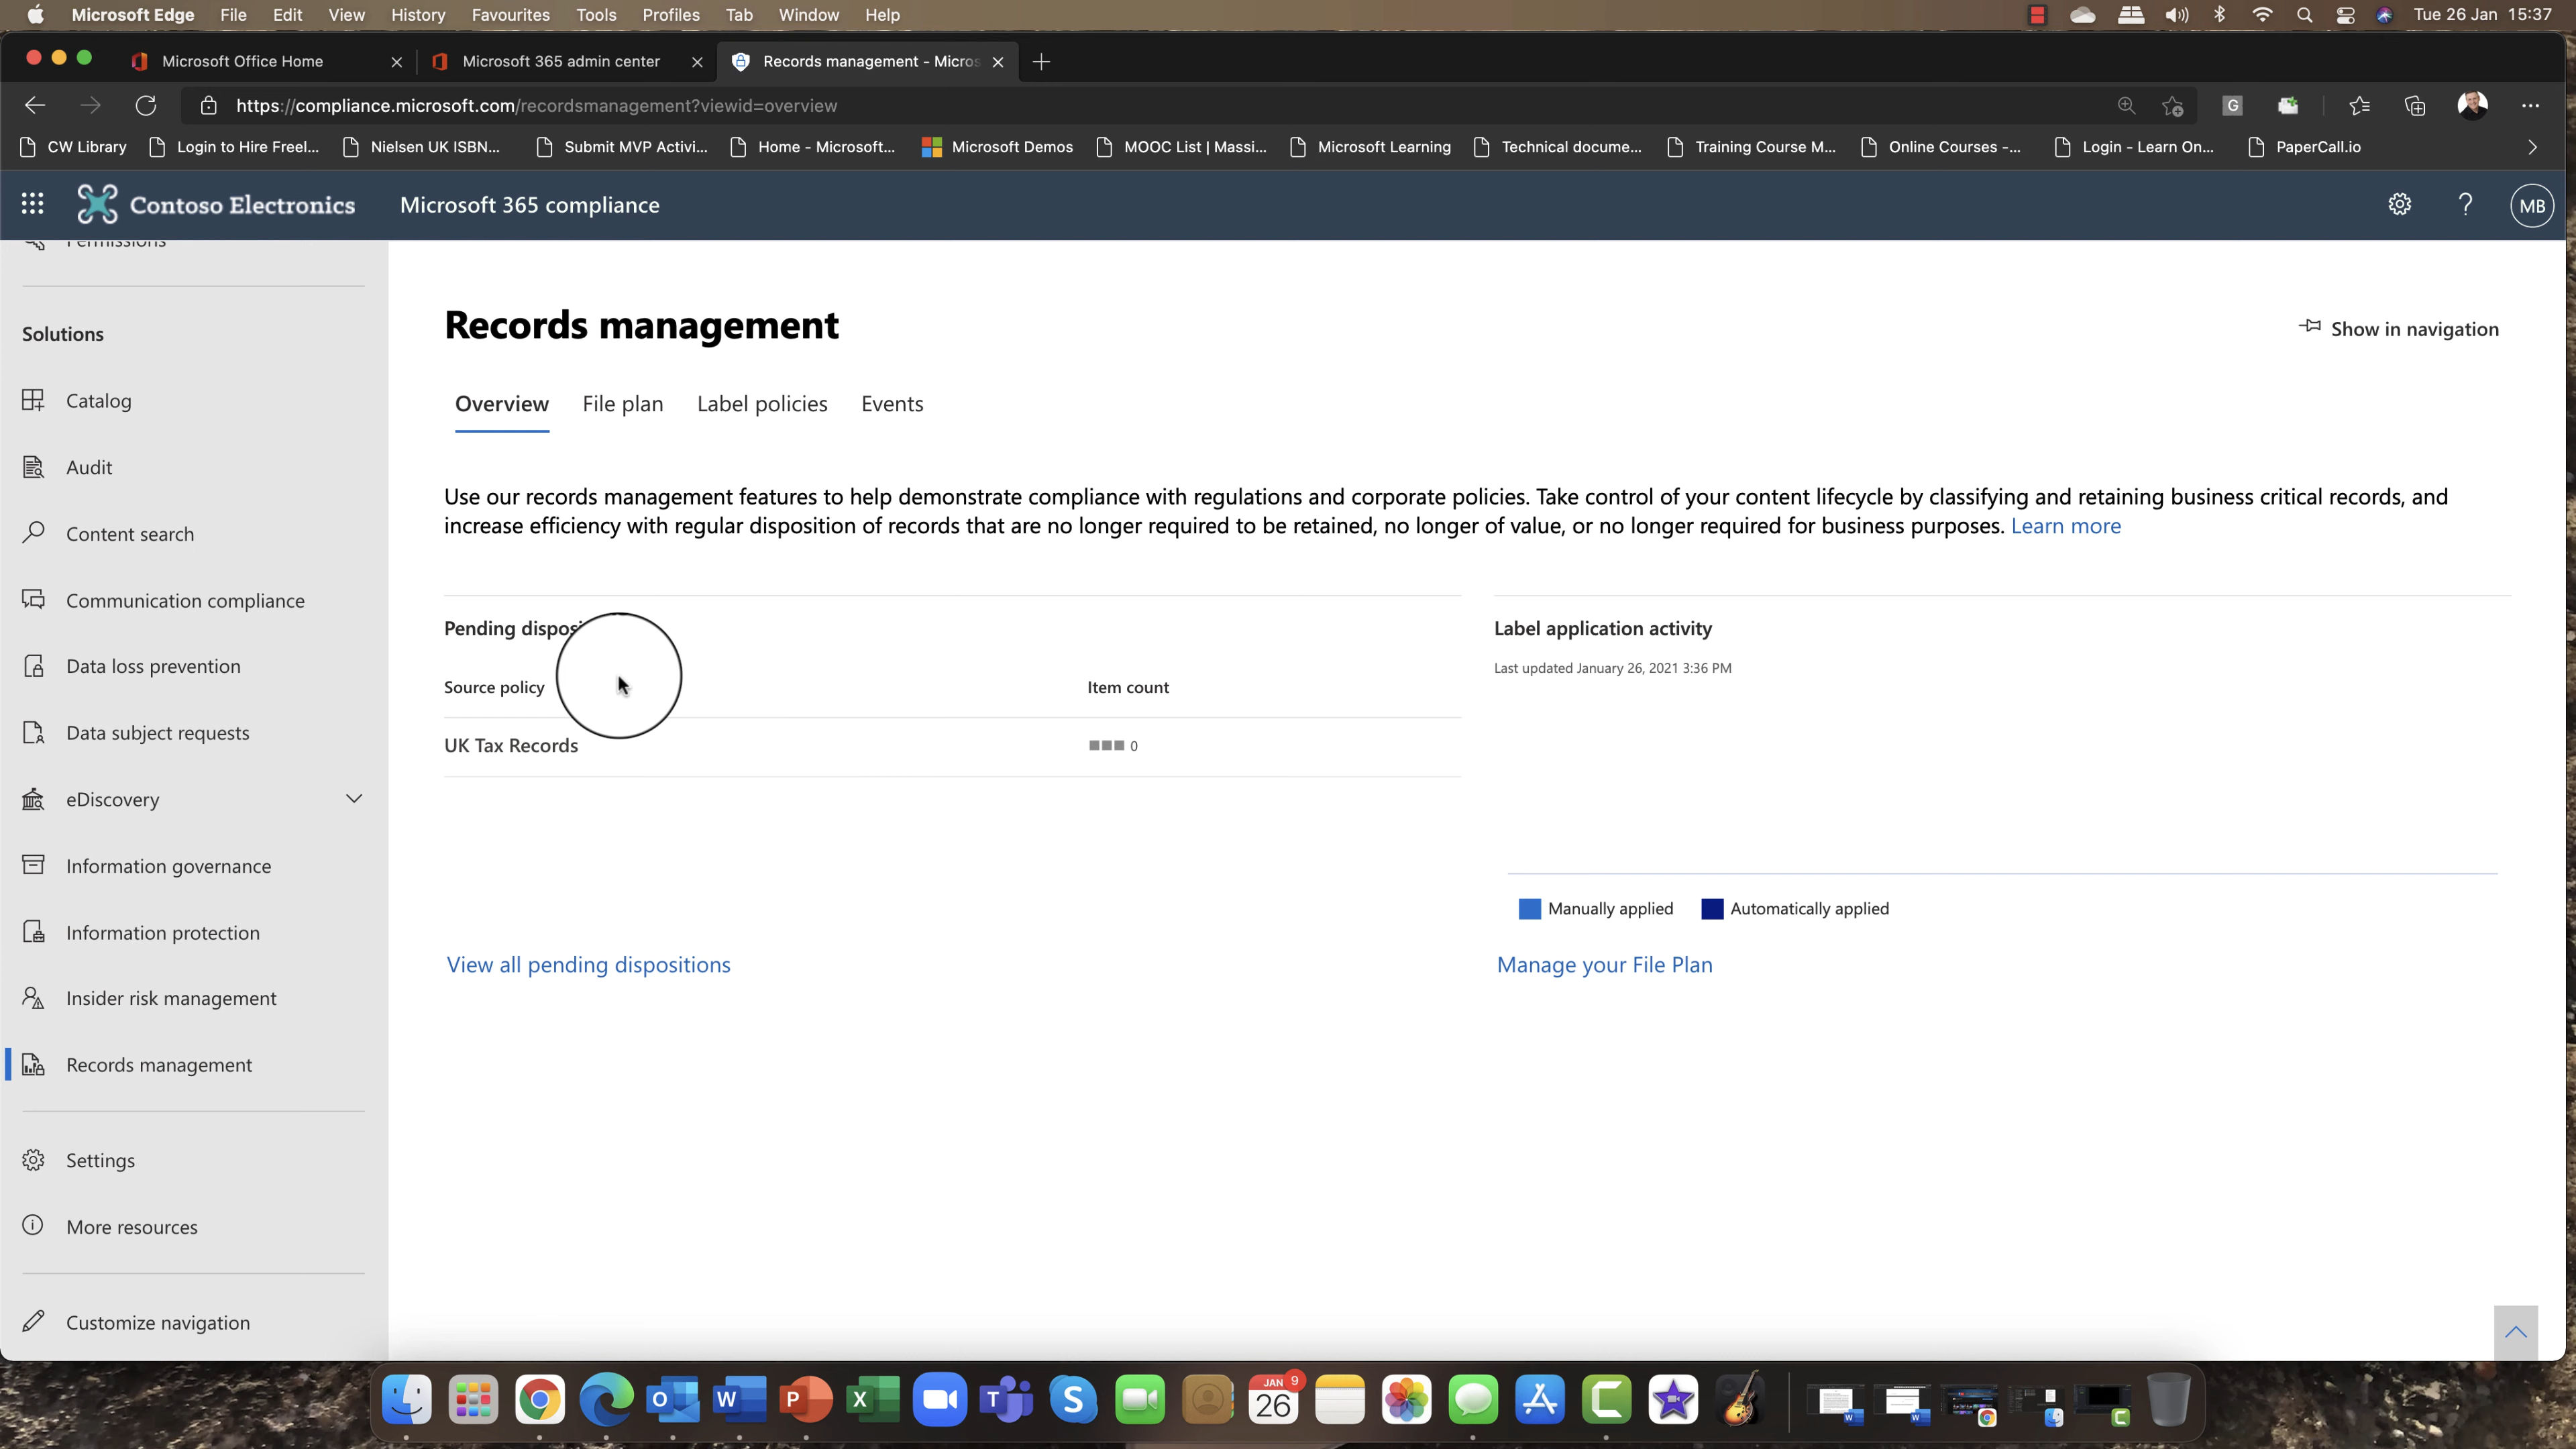 Microsoft Edge File Edit View History Favourites Tools Profiles Tab Window Help Tue 26 Jan 15:37
Microsoft Office Home Microsoft 365 admin center Records management - Micros
https://compliance.microsoft.com/recordsmanagement?viewid=overview G
CW Library Login to Hire Freel... Nielsen UK ISBN... Submit MVP Activi... Home - Microsoft... Microsoft Demos MOOC List | Massi... Microsoft Learning Technical docume... Training Course M... Online Courses -... Login - Learn On... PaperCall.io
Contoso Electronics Microsoft 365 compliance ? MB
Permissions
Solutions
Catalog
Audit
Content search
Communication compliance
Data loss prevention
Data subject requests
eDiscovery
Information governance
Information protection
Insider risk management
Records management
Settings
More resources
Customize navigation
Records management
Show in navigation
Overview File plan Label policies Events
Use our records management features to help demonstrate compliance with regulations and corporate policies. Take control of your content lifecycle by classifying and retaining business critical records, and
increase efficiency with regular disposition of records that are no longer required to be retained, no longer of value, or no longer required for business purposes. Learn more
Pending disposi
Source policy Item count
UK Tax Records 0
View all pending dispositions
Label application activity
Last updated January 26, 2021 3:36 PM
Manually applied Automatically applied
Manage your File Plan
O W P X T S JAN 26 9 C